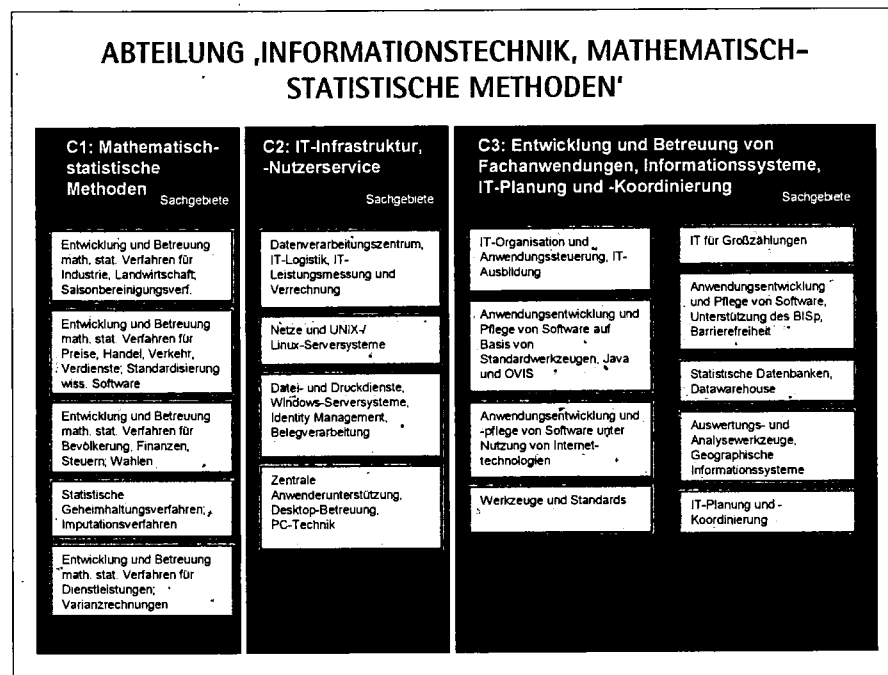 ABTEILUNG ‚INFORMATIONSTECHNIK, MATHEMATISCH-
STATISTISCHE METHODEN‘
C1: Mathematisch-
statistische
Methoden
Sachgebiete
Entwicklung und Betreuung
math. stat. Verfahren für
Industrie, Landwirtschaft;
Saisonbereinigungsverf.
Entwicklung und Betreuung
math. stat. Verfahren für
Preise, Handel, Verkehr,
Verdienste; Standardisierung
wiss. Software
Entwicklung und Betreuung
math. stat. Verfahren für
Bevölkerung, Finanzen,
Steuern; Wahlen
Statistische
Geheimhaltungsverfahren;
Imputationsverfahren
Entwicklung und Betreuung
math. stat. Verfahren für
Dienstleistungen;
Varianzrechnungen
C2: IT-Infrastruktur,
-Nutzerservice
Sachgebiete
Datenverarbeitungszentrum,
IT-Logistik, IT-
Leistungsmessung und
Verrechnung
Netze und UNIX-/
Linux-Serversysteme
Datei- und Druckdienste,
Windows-Serversysteme,
Identity Management,
Belegverarbeitung
Zentrale
Anwenderunterstützung,
Desktop-Betreuung,
PC-Technik
C3: Entwicklung und Betreuung von
Fachanwendungen, Informationssysteme,
IT-Planung und -Koordinierung
Sachgebiete
IT-Organisation und
Anwendungssteuerung, IT-
Ausbildung
Anwendungsentwicklung und
Pflege von Software auf
Basis von
Standardwerkzeugen, Java
und OVIS
Anwendungsentwicklung und
-pflege von Software unter
Nutzung von Internet-
technologien
Werkzeuge und Standards
IT für Großzählungen
Anwendungsentwicklung
und Pflege von Software,
Unterstützung des BISp,
Barrierefreiheit
Statistische Datenbanken,
Datawarehouse
Auswertungs- und
Analysewerkzeuge,
Geographische
Informationssysteme
IT-Planung und -
Koordinierung